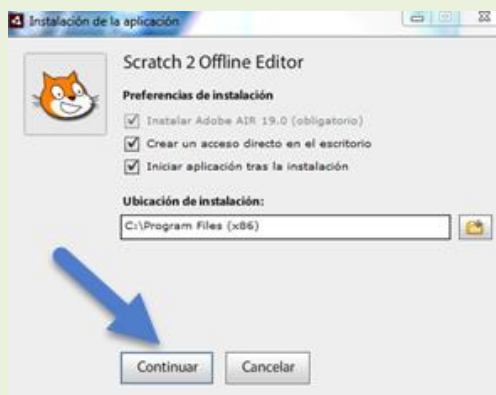 Instalación de la aplicación
Scratch 2 Offline Editor
Preferencias de instalación
Instalar Adobe AIR 19.0 (obligatorio)
Crear un acceso directo en el escritorio
Iniciar aplicación tras la instalación
Ubicación de instalación:
C:\Program Files (x86)
Continuar
Cancelar